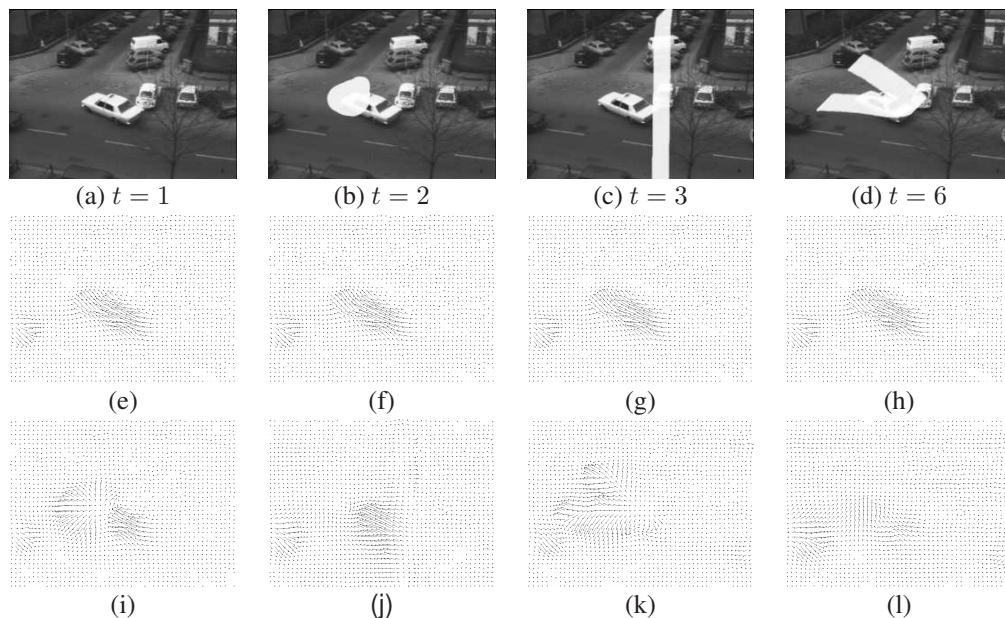 (a) t = 1
(b) t = 2
(c) t = 3
(d) t = 6
(e)
(f)
(g)
(h)
(i)
(j)
(k)
(l)